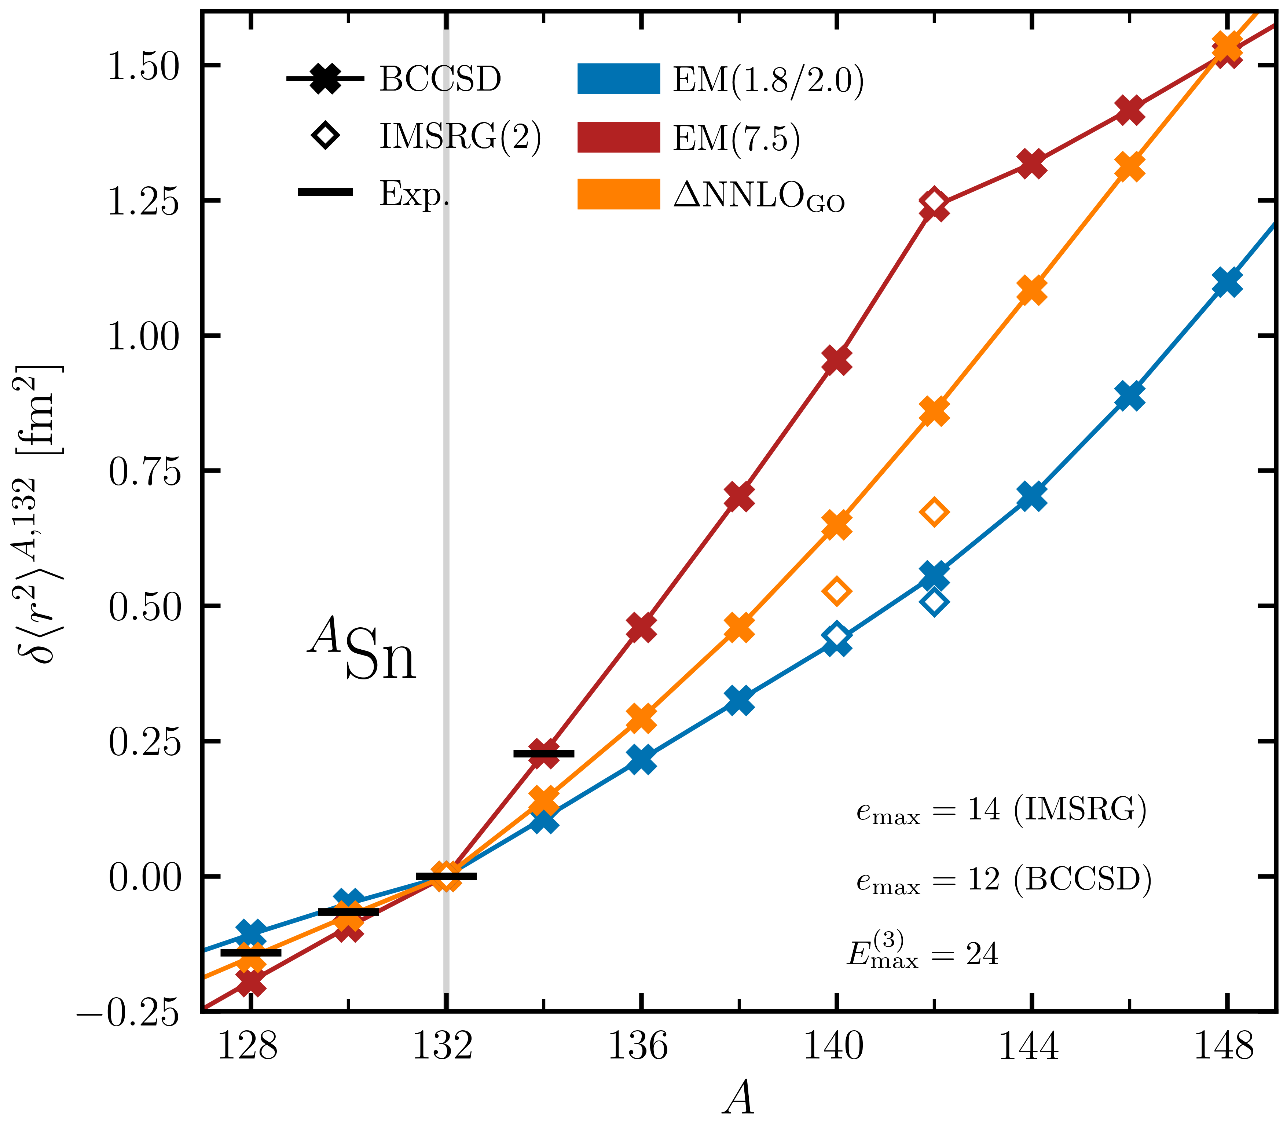 BCCSD
IMSRG(2)
Exp.
EM(1.8/2.0)
EM(7.5)
ΔNNLO_GO
1.50
1.25
1.00
0.75
0.50
0.25
0.00
−0.25
δ⟨r²⟩^{A,132} [fm²]
^A Sn
e_max = 14 (IMSRG)
e_max = 12 (BCCSD)
E_max^{(3)} = 24
128 132 136 140 144 148
A